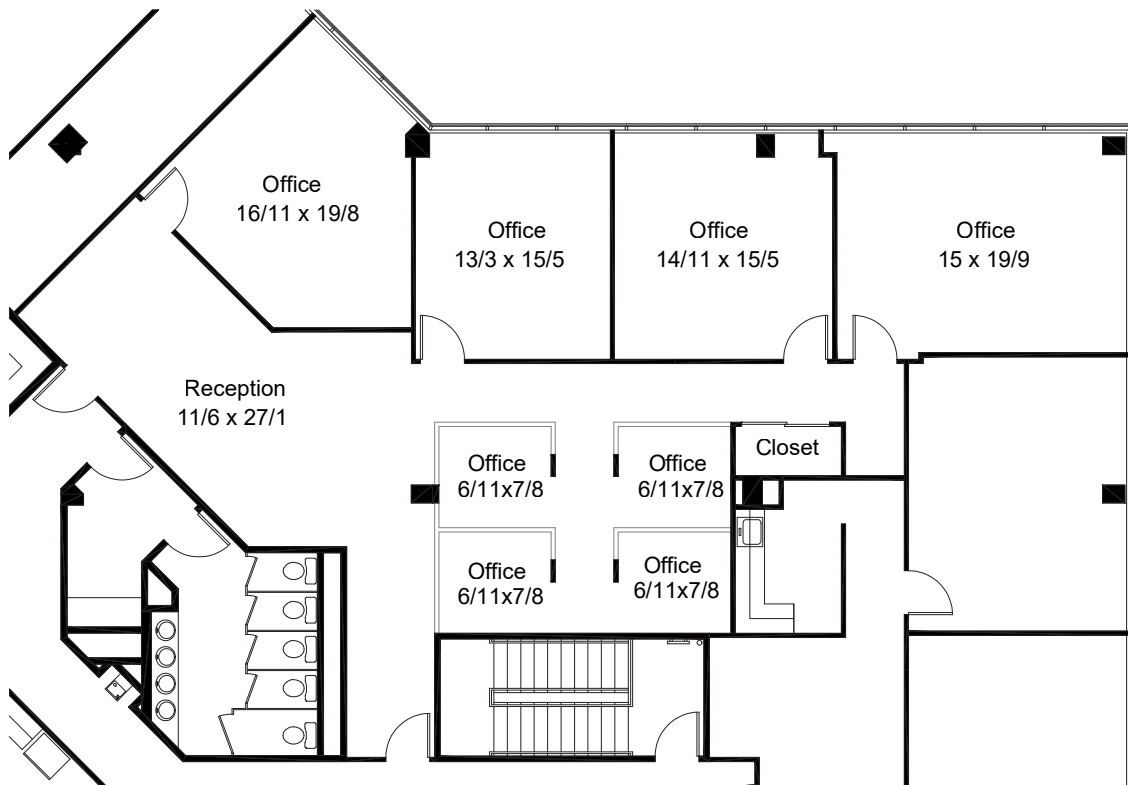 Office
16/11 x 19/8
Office
13/3 x 15/5
Office
14/11 x 15/5
Office
15 x 19/9
Reception
11/6 x 27/1
Closet
Office
6/11x7/8
Office
6/11x7/8
Office
6/11x7/8
Office
6/11x7/8